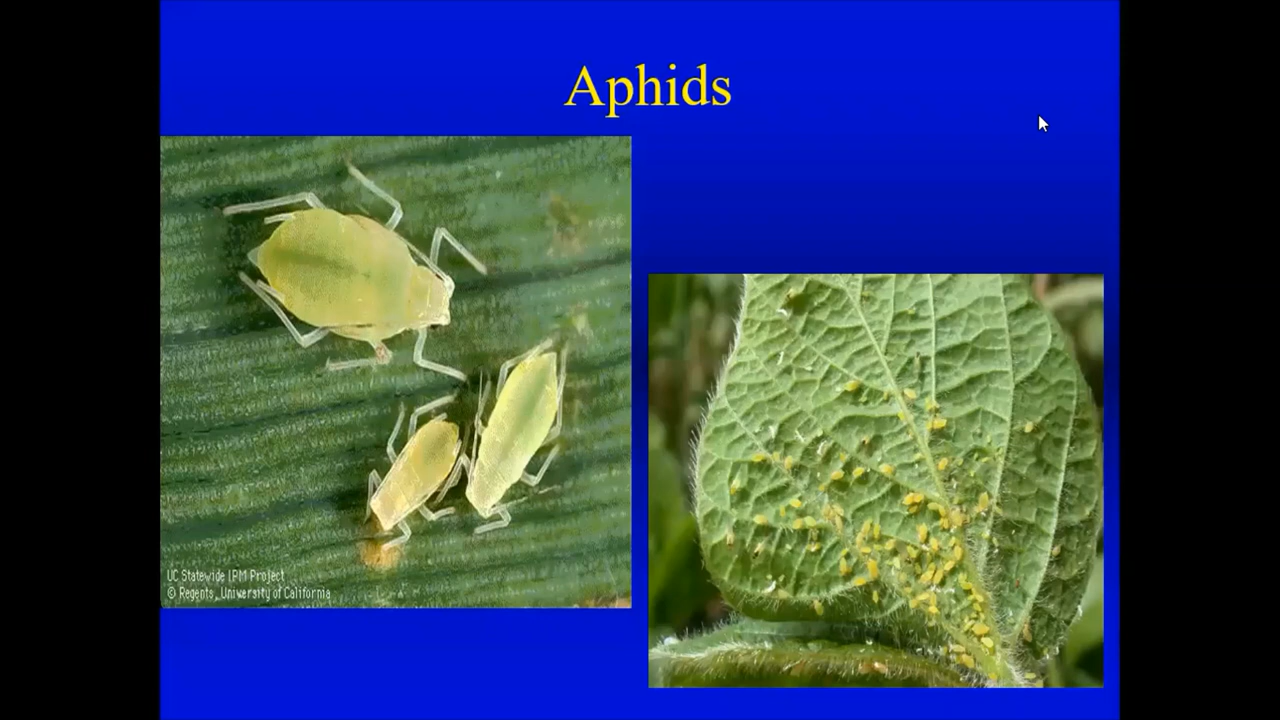 Aphids
UC Statewide IPM Project
© Regents, University of California